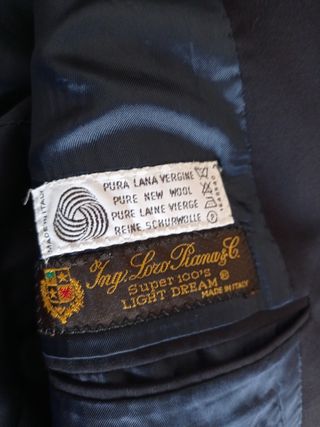 MADE IN ITALY
PURA LANA VERGINE
PURE NEW WOOL
PURE LAINE VIERGE
REINE SCHURWOLLE
Ing. Loro Piana & C.
Super 100's
LIGHT DREAM ®
MADE IN ITALY